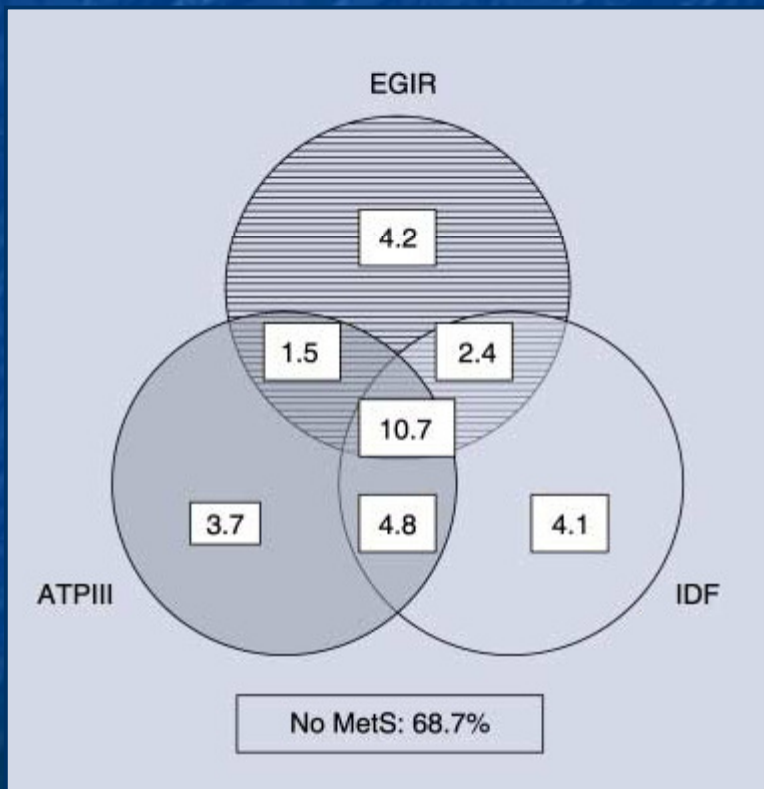 EGIR
4.2
1.5
2.4
10.7
3.7
4.8
4.1
ATPIII
IDF
No MetS: 68.7%